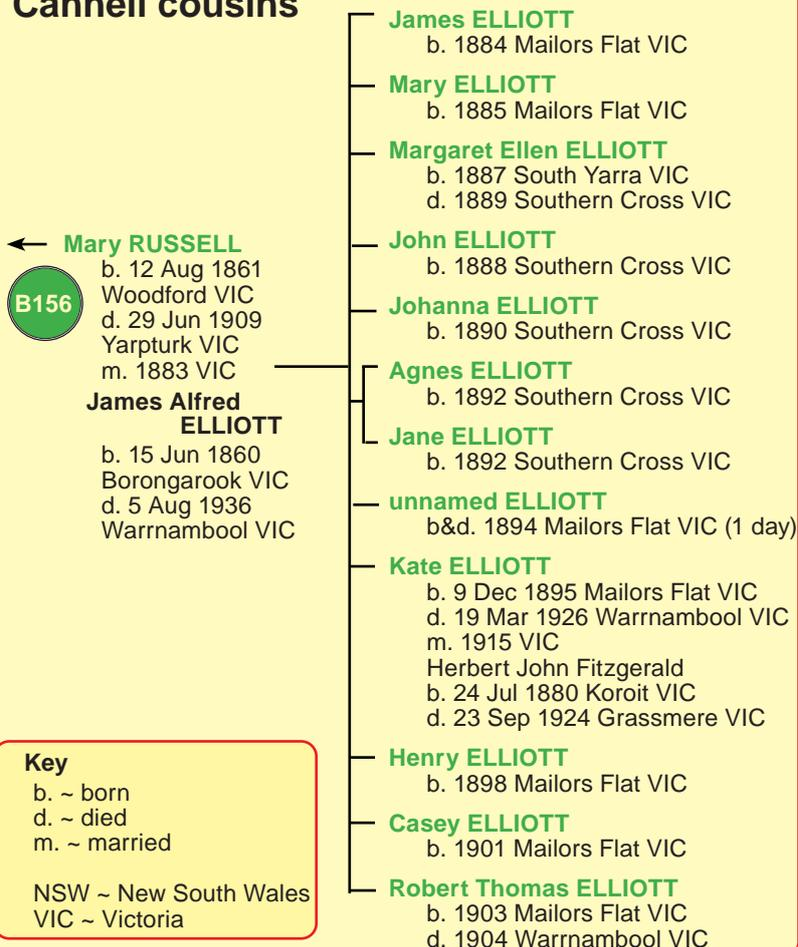 Cannell cousins
Mary RUSSELL
b. 12 Aug 1861
Woodford VIC
d. 29 Jun 1909
Yarpturk VIC
m. 1883 VIC
B156
James Alfred
ELLIOTT
b. 15 Jun 1860
Borongarook VIC
d. 5 Aug 1936
Warrnambool VIC
James ELLIOTT
b. 1884 Mailors Flat VIC
Mary ELLIOTT
b. 1885 Mailors Flat VIC
Margaret Ellen ELLIOTT
b. 1887 South Yarra VIC
d. 1889 Southern Cross VIC
John ELLIOTT
b. 1888 Southern Cross VIC
Johanna ELLIOTT
b. 1890 Southern Cross VIC
Agnes ELLIOTT
b. 1892 Southern Cross VIC
Jane ELLIOTT
b. 1892 Southern Cross VIC
unnamed ELLIOTT
b&d. 1894 Mailors Flat VIC (1 day)
Kate ELLIOTT
b. 9 Dec 1895 Mailors Flat VIC
d. 19 Mar 1926 Warrnambool VIC
m. 1915 VIC
Herbert John Fitzgerald
b. 24 Jul 1880 Koroit VIC
d. 23 Sep 1924 Grassmere VIC
Henry ELLIOTT
b. 1898 Mailors Flat VIC
Casey ELLIOTT
b. 1901 Mailors Flat VIC
Robert Thomas ELLIOTT
b. 1903 Mailors Flat VIC
d. 1904 Warrnambool VIC
Key
b. ~ born
d. ~ died
m. ~ married
NSW ~ New South Wales
VIC ~ Victoria